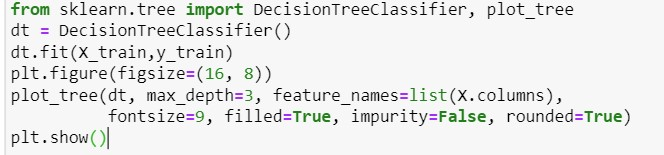 from sklearn.tree import DecisionTreeClassifier, plot_tree
dt = DecisionTreeClassifier()
dt.fit(X_train,y_train)
plt.figure(figsize=(16, 8))
plot_tree(dt, max_depth=3, feature_names=list(X.columns),
          fontsize=9, filled=True, impurity=False, rounded=True)
plt.show()